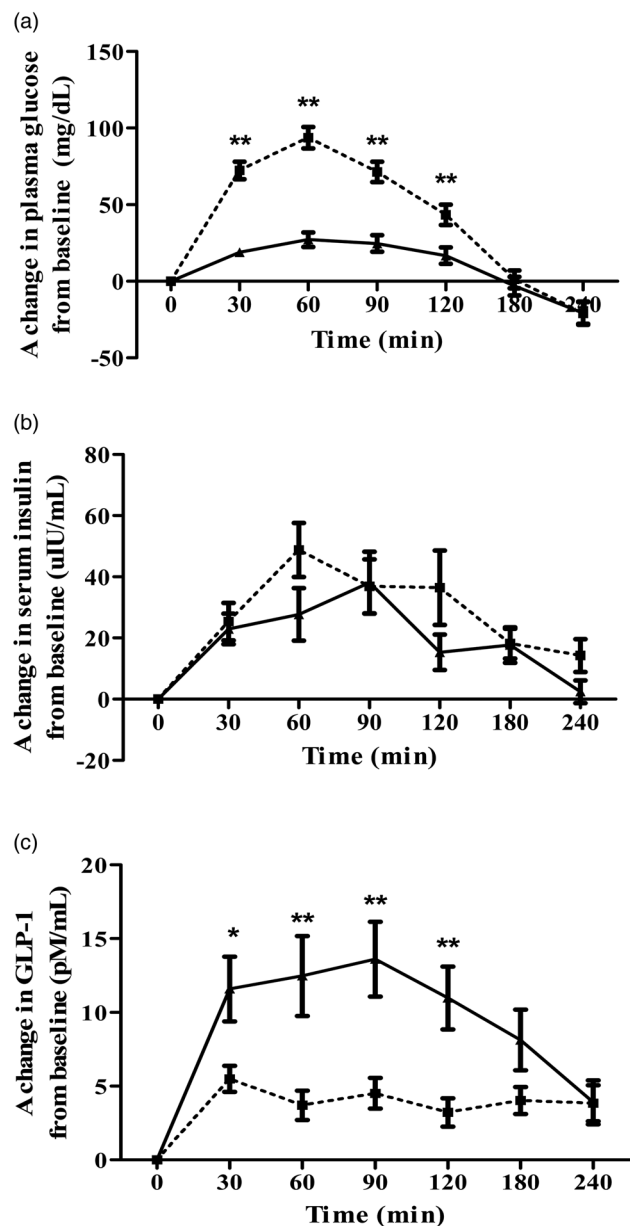 (a)
A change in plasma glucose
from baseline (mg/dL)
150
100
50
0
-50
**
**
**
**
0 30 60 90 120 180 240
Time (min)
(b)
A change in serum insulin
from baseline (uIU/mL)
80
60
40
20
0
-20
0 30 60 90 120 180 240
Time (min)
(c)
A change in GLP-1
from baseline (pM/mL)
20
15
10
5
0
*
**
**
**
0 30 60 90 120 180 240
Time (min)